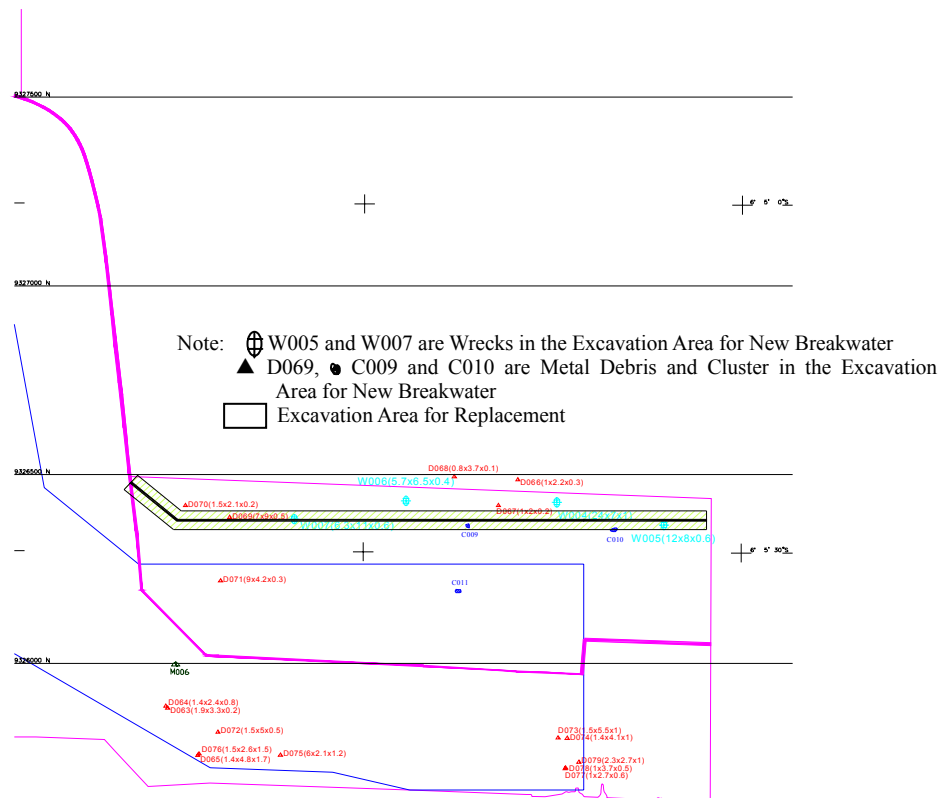 9327500 N
6° 5' 0"S
9327000 N
Note: W005 and W007 are Wrecks in the Excavation Area for New Breakwater
D069, C009 and C010 are Metal Debris and Cluster in the Excavation
Area for New Breakwater
Excavation Area for Replacement
D068(0.8x3.7x0.1)
9326500 N
W006(5.7x6.5x0.4)
D066(1x2.2x0.3)
D070(1.5x2.1x0.2)
D067(1x2x0.2)
D069(7x9x0.5)
W004(24x7x1)
W007(6.3x11x0.6)
C009
C010
W005(12x8x0.6)
6° 5' 30"S
D071(9x4.2x0.3)
C011
9326000 N
M006
D064(1.4x2.4x0.8)
D063(1.9x3.3x0.2)
D072(1.5x5x0.5)
D073(1.5x5.5x1)
D074(1.4x4.1x1)
D076(1.5x2.6x1.5)
D075(6x2.1x1.2)
D065(1.4x4.8x1.7)
D079(2.3x2.7x1)
D078(1x3.7x0.5)
D077(1x2.7x0.6)